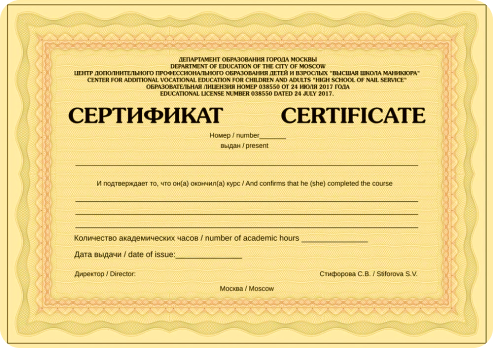 ДЕПАРТАМЕНТ ОБРАЗОВАНИЯ ГОРОДА МОСКВЫ
DEPARTMENT OF EDUCATION OF THE CITY OF MOSCOW
ЦЕНТР ДОПОЛНИТЕЛЬНОГО ПРОФЕССИОНАЛЬНОГО ОБРАЗОВАНИЯ ДЕТЕЙ И ВЗРОСЛЫХ "ВЫСШАЯ ШКОЛА МАНИКЮРА"
CENTER FOR ADDITIONAL VOCATIONAL EDUCATION FOR CHILDREN AND ADULTS "HIGH SCHOOL OF NAIL SERVICE"
ОБРАЗОВАТЕЛЬНАЯ ЛИЦЕНЗИЯ НОМЕР 038550 ОТ 24 ИЮЛЯ 2017 ГОДА
EDUCATIONAL LICENSE NUMBER 038550 DATED 24 JULY 2017.
СЕРТИФИКАТ CERTIFICATE
Номер / number_______
выдан / present
И подтверждает то, что он(а) окончил(а) курс / And confirms that he (she) completed the course
Количество академических часов / number of academic hours ________________
Дата выдачи / date of issue:________________
Директор / Director: Стифорова С.В. / Stiforova S.V.
Москва / Moscow